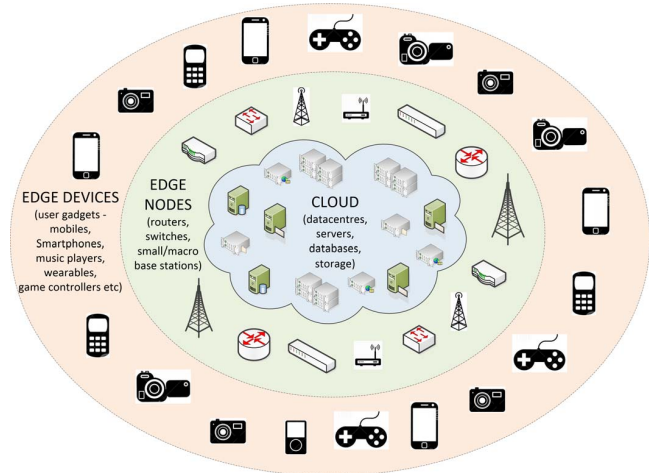 EDGE DEVICES
(user gadgets -
mobiles,
Smartphones,
music players,
wearables,
game controllers etc)
EDGE
NODES
(routers,
switches,
small/macro
base stations)
CLOUD
(datacentres,
servers,
databases,
storage)